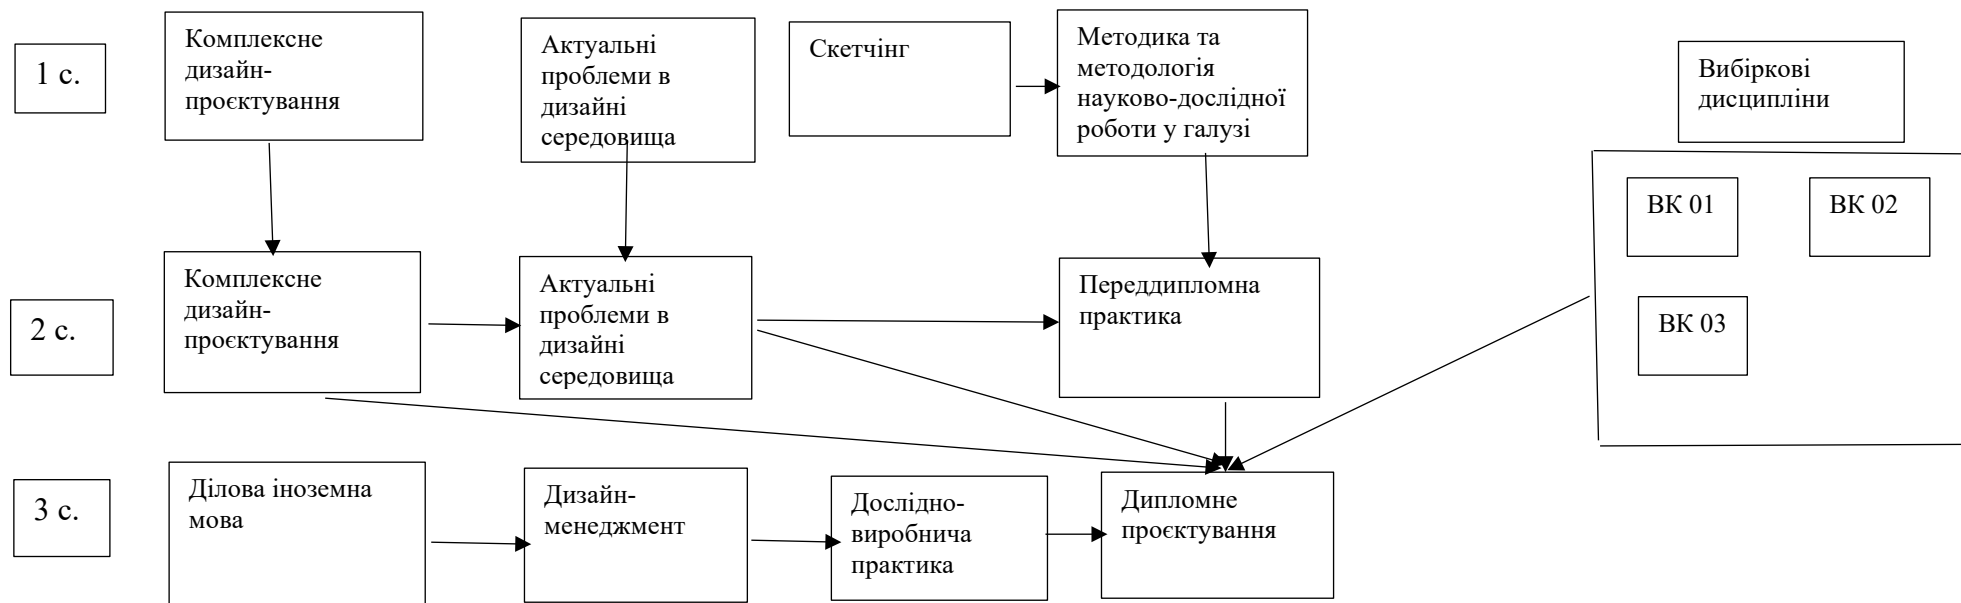 1 с.
Комплексне
дизайн-
проєктування
Актуальні
проблеми в
дизайні
середовища
Скетчінг
Методика та
методологія
науково-дослідної
роботи у галузі
Вибіркові
дисципліни
ВК 01
ВК 02
ВК 03
2 с.
Комплексне
дизайн-
проєктування
Актуальні
проблеми в
дизайні
середовища
Переддипломна
практика
3 с.
Ділова іноземна
мова
Дизайн-
менеджмент
Дослідно-
виробнича
практика
Дипломне
проєктування